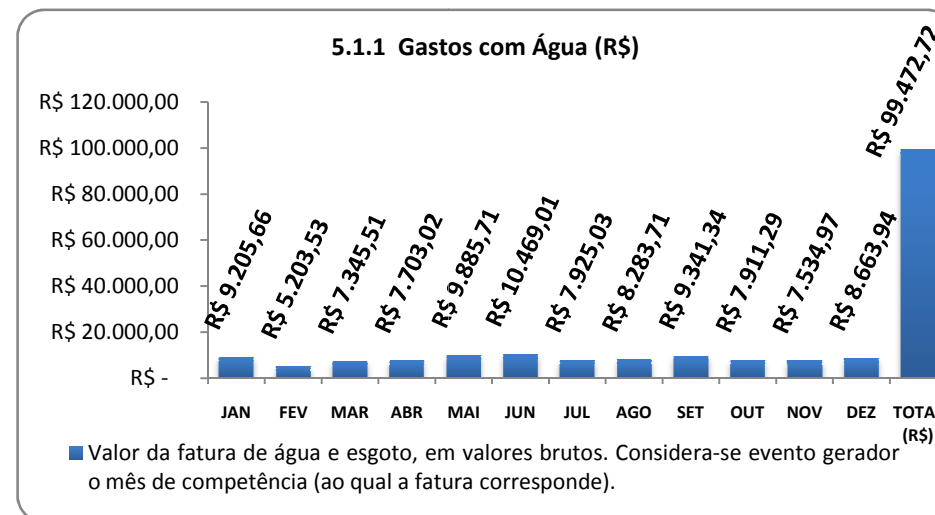 5.1.1 Gastos com Água (R$)
R$ 120.000,00
R$ 100.000,00
R$ 80.000,00
R$ 60.000,00
R$ 40.000,00
R$ 20.000,00
R$ -
R$ 9.205,66
R$ 5.203,53
R$ 7.345,51
R$ 7.703,02
R$ 9.885,71
R$ 10.469,01
R$ 7.925,03
R$ 8.283,71
R$ 9.341,34
R$ 7.911,29
R$ 7.534,97
R$ 8.663,94
R$ 99.472,72
JAN FEV MAR ABR MAI JUN JUL AGO SET OUT NOV DEZ TOTA
(R$)
Valor da fatura de água e esgoto, em valores brutos. Considera-se evento gerador
o mês de competência (ao qual a fatura corresponde).